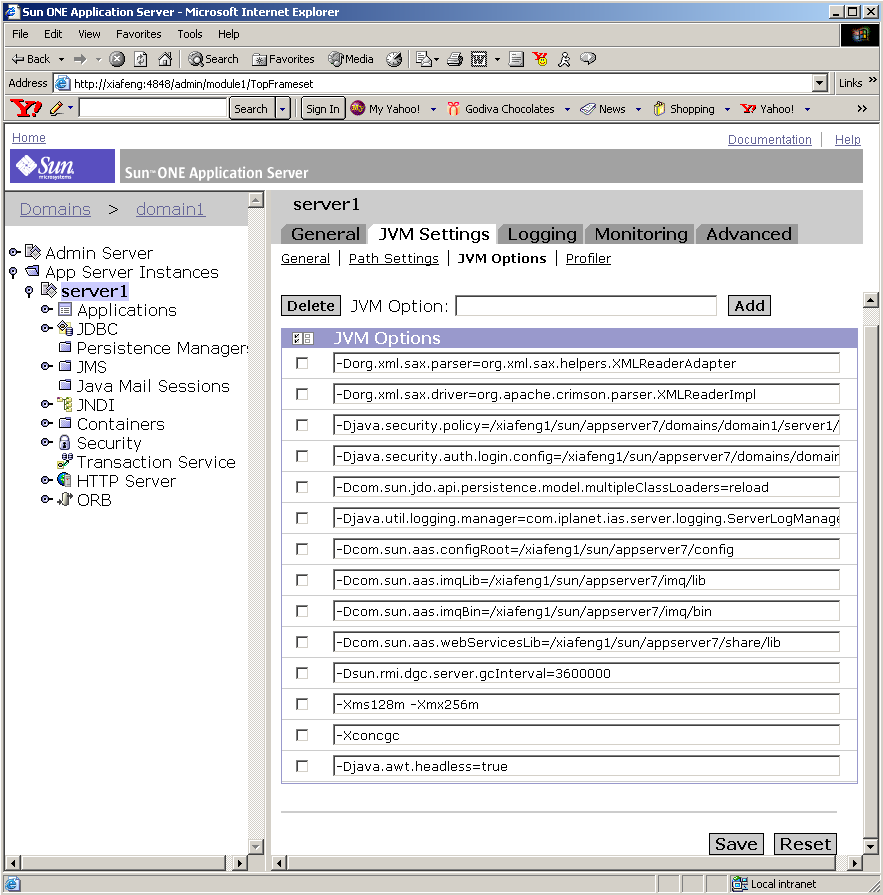 Sun ONE Application Server - Microsoft Internet Explorer
File Edit View Favorites Tools Help
Back Search Favorites Media
Address http://xiafeng:4848/admin/module1/TopFrameset Links »
Y! Search Sign In My Yahoo! Godiva Chocolates News Shopping Yahoo! »
Home Documentation | Help
Sun microsystems Sun™ ONE Application Server
Domains > domain1
Admin Server
App Server Instances
server1
Applications
JDBC
Persistence Manager
JMS
Java Mail Sessions
JNDI
Containers
Security
Transaction Service
HTTP Server
ORB
server1
General JVM Settings Logging Monitoring Advanced
General | Path Settings | JVM Options | Profiler
Delete JVM Option: Add
JVM Options
-Dorg.xml.sax.parser=org.xml.sax.helpers.XMLReaderAdapter
-Dorg.xml.sax.driver=org.apache.crimson.parser.XMLReaderImpl
-Djava.security.policy=/xiafeng1/sun/appserver7/domains/domain1/server1/
-Djava.security.auth.login.config=/xiafeng1/sun/appserver7/domains/domain
-Dcom.sun.jdo.api.persistence.model.multipleClassLoaders=reload
-Djava.util.logging.manager=com.iplanet.ias.server.logging.ServerLogManage
-Dcom.sun.aas.configRoot=/xiafeng1/sun/appserver7/config
-Dcom.sun.aas.imqLib=/xiafeng1/sun/appserver7/imq/lib
-Dcom.sun.aas.imqBin=/xiafeng1/sun/appserver7/imq/bin
-Dcom.sun.aas.webServicesLib=/xiafeng1/sun/appserver7/share/lib
-Dsun.rmi.dgc.server.gcInterval=3600000
-Xms128m -Xmx256m
-Xconcgc
-Djava.awt.headless=true
Save Reset
Local intranet